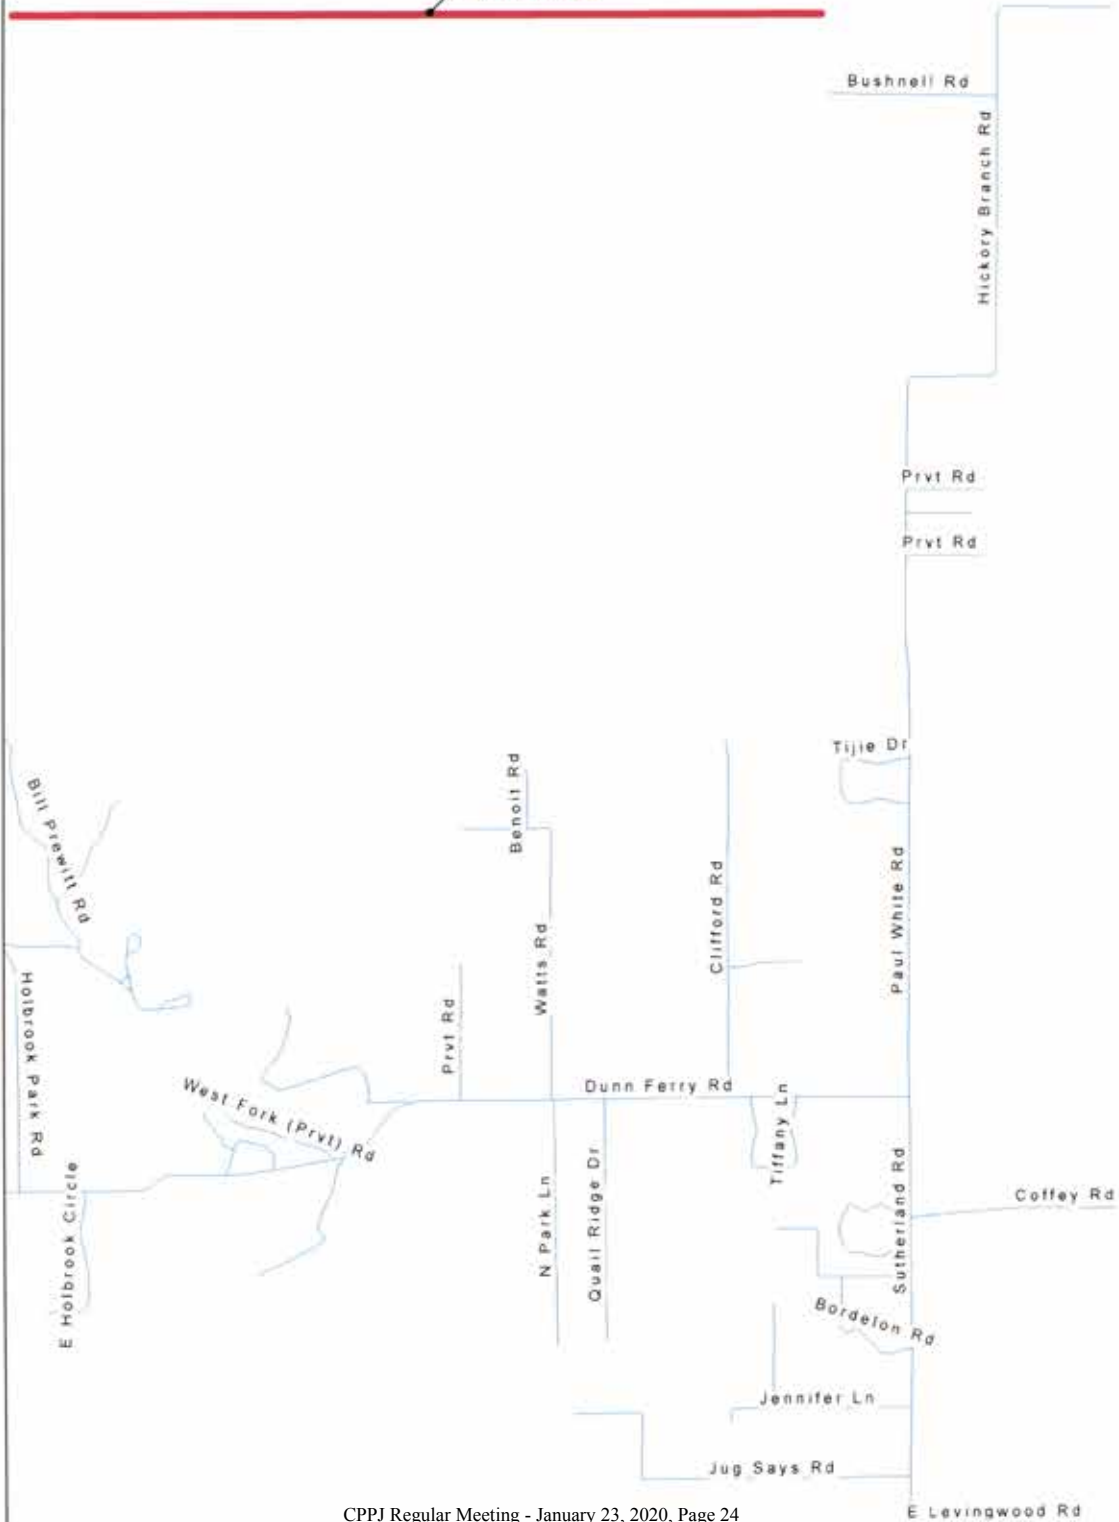 Bushnell Rd
Hickory Branch Rd
Prvt Rd
Prvt Rd
Tijie Dr
Benoit Rd
Bill Prewitt Rd
Clifford Rd
Paul White Rd
Watts Rd
Holbrook Park Rd
Prvt Rd
Dunn Ferry Rd
West Fork (Prvt) Rd
Tiffany Ln
E Holbrook Circle
N Park Ln
Quail Ridge Dr
Sutherland Rd
Coffey Rd
Bordelon Rd
Jennifer Ln
Jug Says Rd
E Levingwood Rd
CPPJ Regular Meeting - January 23, 2020, Page 24